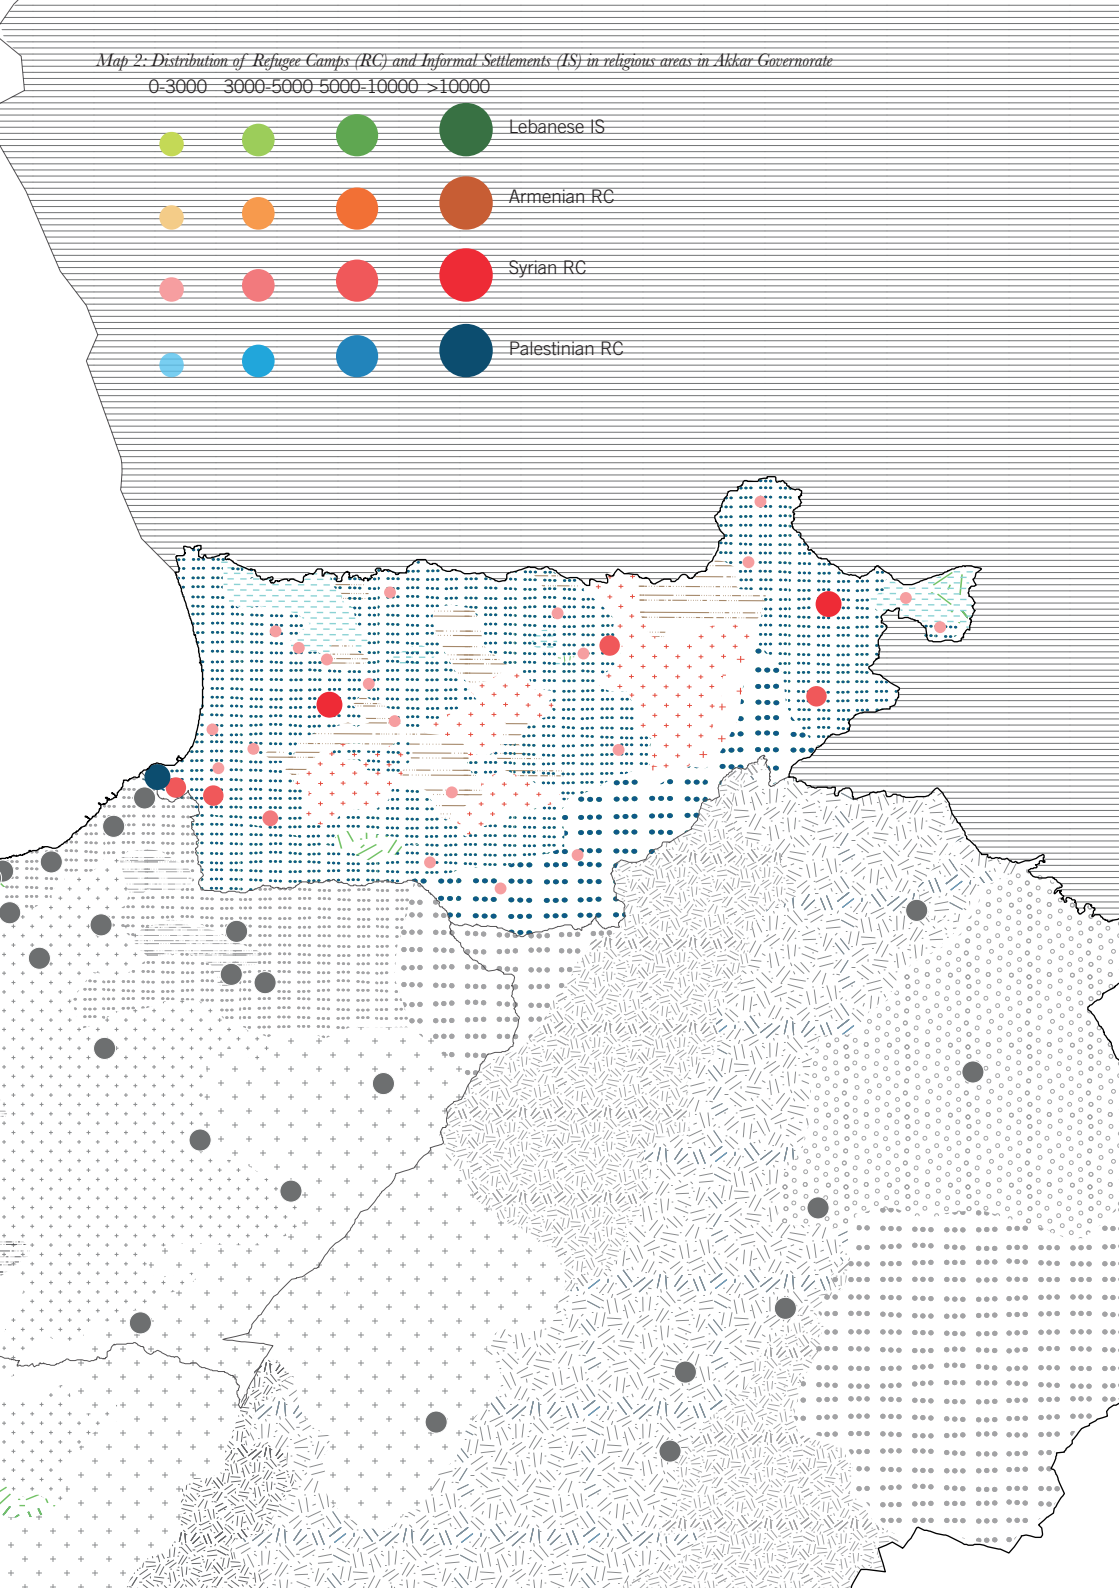 Map 2: Distribution of Refugee Camps (RC) and Informal Settlements (IS) in religious areas in Akkar Governorate
0-3000 3000-5000 5000-10000 >10000
Lebanese IS
Armenian RC
Syrian RC
Palestinian RC